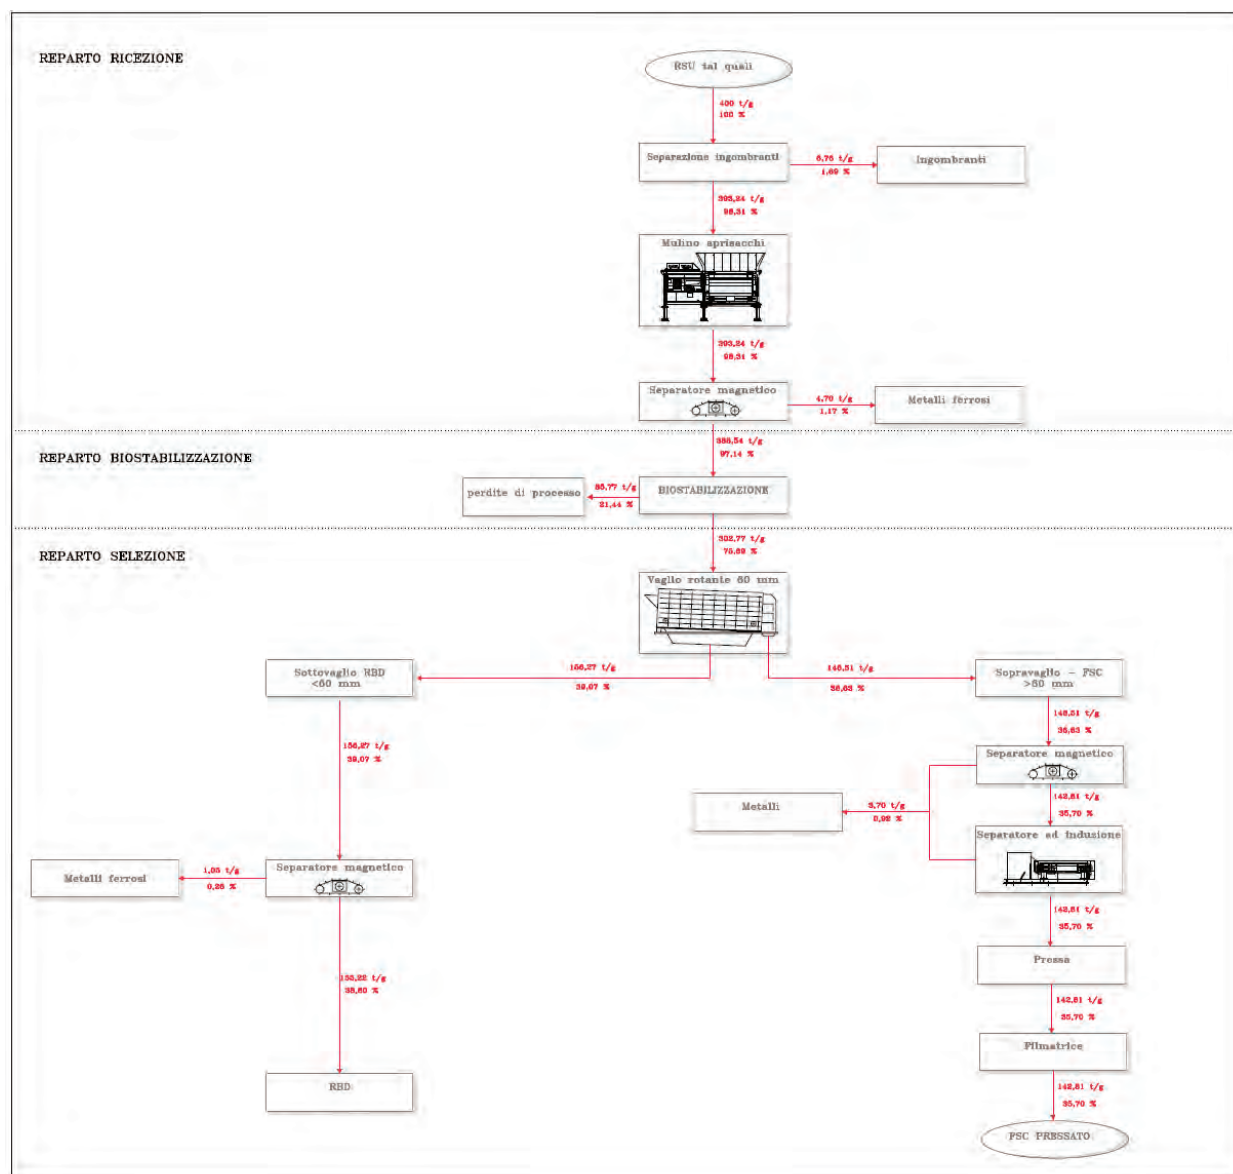 REPARTO RICEZIONE
RSU tal quali
400 t/g
100 %
Separazione ingombranti
6,76 t/g
1,69 %
Ingombranti
393,24 t/g
98,31 %
Mulino aprisacchi
393,24 t/g
98,31 %
Separatore magnetico
4,70 t/g
1,17 %
Metalli ferrosi
388,54 t/g
97,14 %
REPARTO BIOSTABILIZZAZIONE
perdite di processo
85,77 t/g
21,44 %
BIOSTABILIZZAZIONE
302,77 t/g
75,69 %
REPARTO SELEZIONE
Vaglio rotante 60 mm
Sottovaglio RBD
<60 mm
156,27 t/g
39,07 %
146,51 t/g
36,63 %
Sopravaglio - FSC
>60 mm
156,27 t/g
39,07 %
146,51 t/g
36,63 %
Separatore magnetico
Metalli
3,70 t/g
0,92 %
142,81 t/g
35,70 %
Separatore ad induzione
Metalli ferrosi
1,05 t/g
0,26 %
Separatore magnetico
142,81 t/g
35,70 %
Pressa
155,22 t/g
38,80 %
142,81 t/g
35,70 %
Filmatrice
RBD
142,81 t/g
35,70 %
FSC PRESSATO